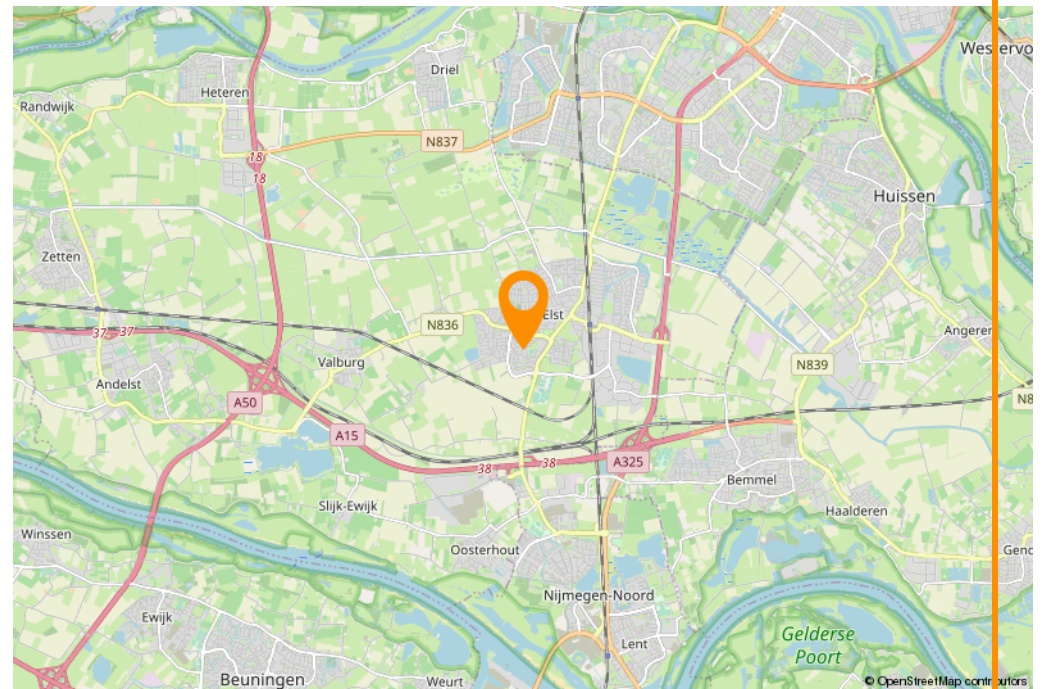 Westervo
Driel
Heteren
Randwijk
N837
18
18
Huissen
Zetten
Elst
N836
37
37
Angeren
Valburg
N839
Andelst
A50
N8
A15
A325
38
38
Bemmel
Slijk-Ewijk
Haalderen
Winssen
Oosterhout
Gend
Nijmegen-Noord
Ewijk
Gelderse
Poort
Lent
Beuningen
Weurt
© OpenStreetMap contributors